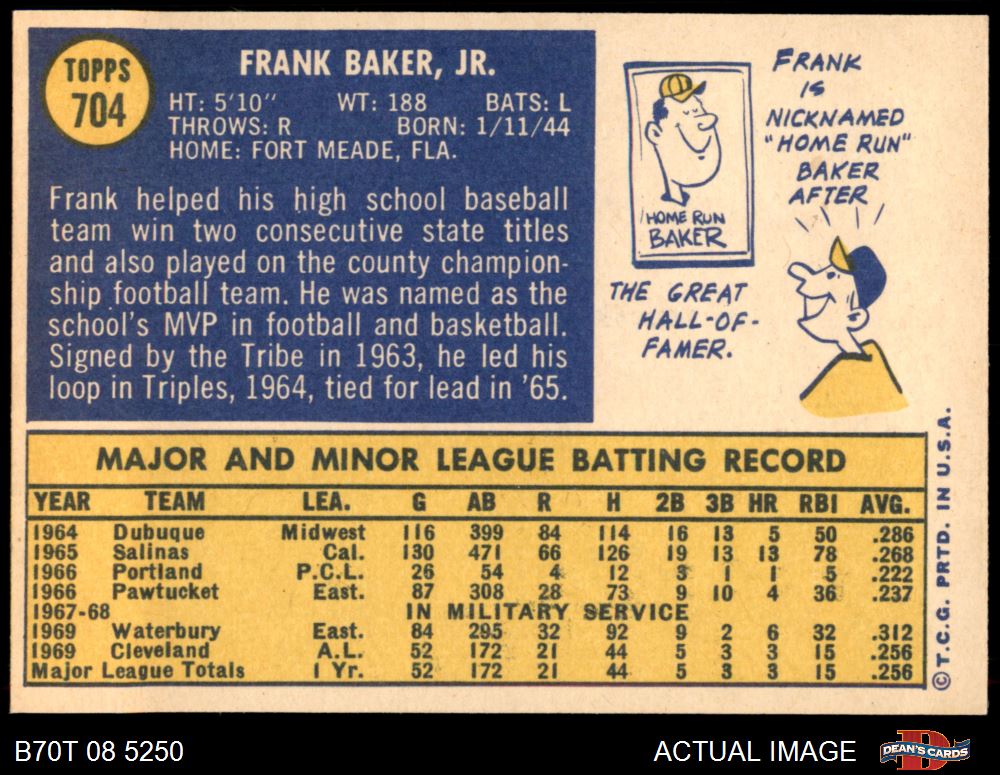 TOPPS
704
FRANK BAKER, JR.
HT: 5'10" WT: 188 BATS: L
THROWS: R BORN: 1/11/44
HOME: FORT MEADE, FLA.
Frank helped his high school baseball
team win two consecutive state titles
and also played on the county champion-
ship football team. He was named as the
school's MVP in football and basketball.
Signed by the Tribe in 1963, he led his
loop in Triples, 1964, tied for lead in '65.
HOME RUN
BAKER
FRANK
IS
NICKNAMED
"HOME RUN"
BAKER
AFTER
THE GREAT
HALL-OF-
FAMER.
MAJOR AND MINOR LEAGUE BATTING RECORD
YEAR TEAM LEA. G AB R H 2B 3B HR RBI AVG.
1964 Dubuque Midwest 116 399 84 114 16 13 5 50 .286
1965 Salinas Cal. 130 471 66 126 19 13 13 78 .268
1966 Portland P.C.L. 26 54 4 12 3 1 1 5 .222
1966 Pawtucket East. 87 308 28 73 9 10 4 36 .237
1967-68 IN MILITARY SERVICE
1969 Waterbury East. 84 295 32 92 9 2 6 32 .312
1969 Cleveland A.L. 52 172 21 44 5 3 3 15 .256
Major League Totals 1 Yr. 52 172 21 44 5 3 3 15 .256
©T.C.G. PRTD. IN U.S.A.
B70T 08 5250
ACTUAL IMAGE
D
DEAN'S CARDS